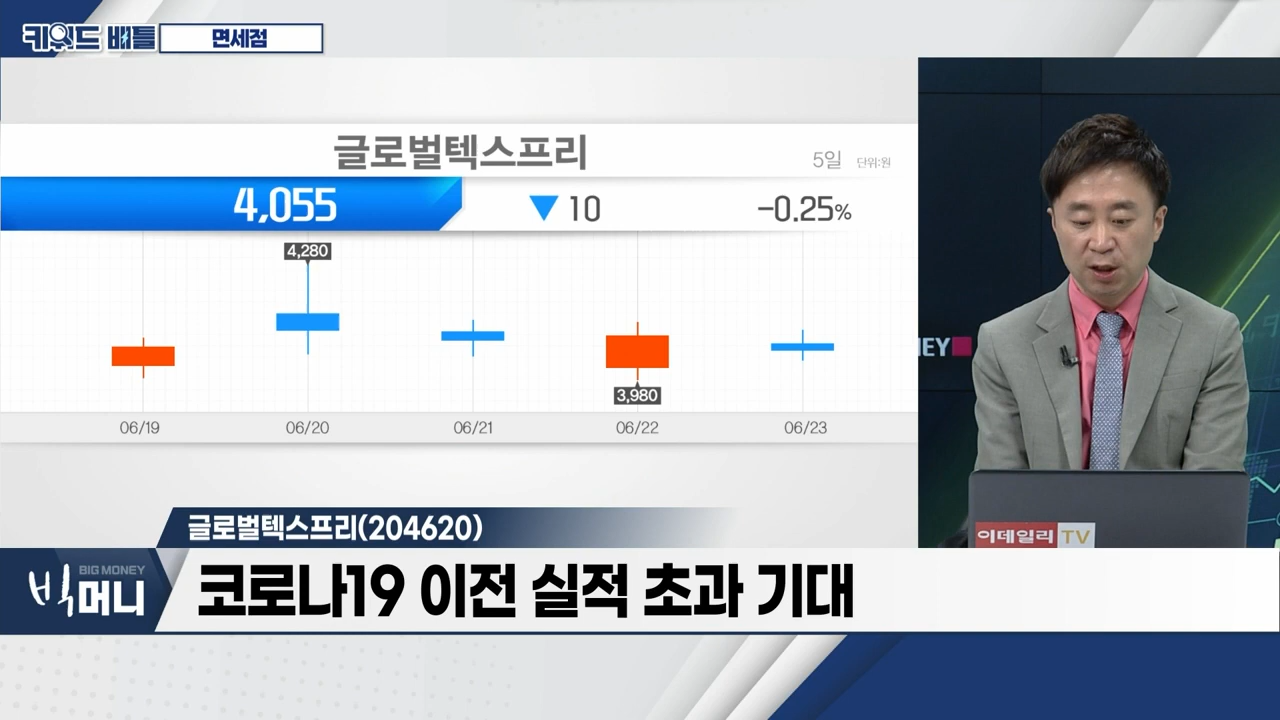 키워드 배틀
면세점
글로벌텍스프리
5일 단위:원
4,055 ▼10 -0.25%
4,280
3,980
06/19 06/20 06/21 06/22 06/23
EY
이데일리 TV
글로벌텍스프리(204620)
BIG MONEY
빅머니
코로나19 이전 실적 초과 기대